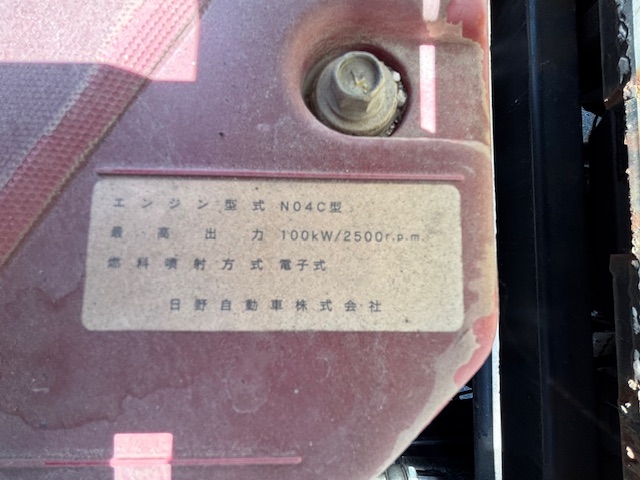 エンジン型式 N04C型
最高出力 100kW/2500r.p.m.
燃料噴射方式 電子式
日野自動車株式会社